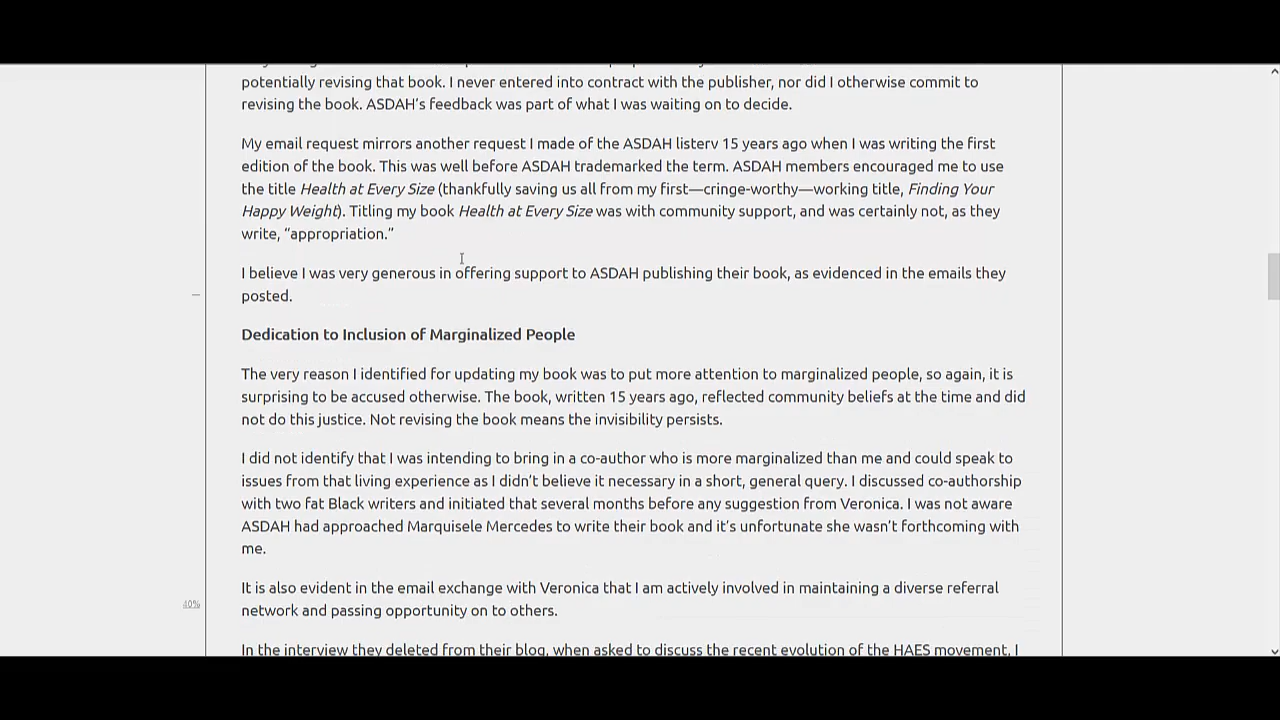 potentially revising that book. I never entered into contract with the publisher, nor did I otherwise commit to
revising the book. ASDAH’s feedback was part of what I was waiting on to decide.
My email request mirrors another request I made of the ASDAH listerv 15 years ago when I was writing the first
edition of the book. This was well before ASDAH trademarked the term. ASDAH members encouraged me to use
the title Health at Every Size (thankfully saving us all from my first—cringe-worthy—working title, Finding Your
Happy Weight). Titling my book Health at Every Size was with community support, and was certainly not, as they
write, “appropriation.”
I believe I was very generous in offering support to ASDAH publishing their book, as evidenced in the emails they
posted.
Dedication to Inclusion of Marginalized People
The very reason I identified for updating my book was to put more attention to marginalized people, so again, it is
surprising to be accused otherwise. The book, written 15 years ago, reflected community beliefs at the time and did
not do this justice. Not revising the book means the invisibility persists.
I did not identify that I was intending to bring in a co-author who is more marginalized than me and could speak to
issues from that living experience as I didn’t believe it necessary in a short, general query. I discussed co-authorship
with two fat Black writers and initiated that several months before any suggestion from Veronica. I was not aware
ASDAH had approached Marquisele Mercedes to write their book and it’s unfortunate she wasn’t forthcoming with
me.
It is also evident in the email exchange with Veronica that I am actively involved in maintaining a diverse referral
40%
network and passing opportunity on to others.
In the interview they deleted from their blog, when asked to discuss the recent evolution of the HAES movement, I